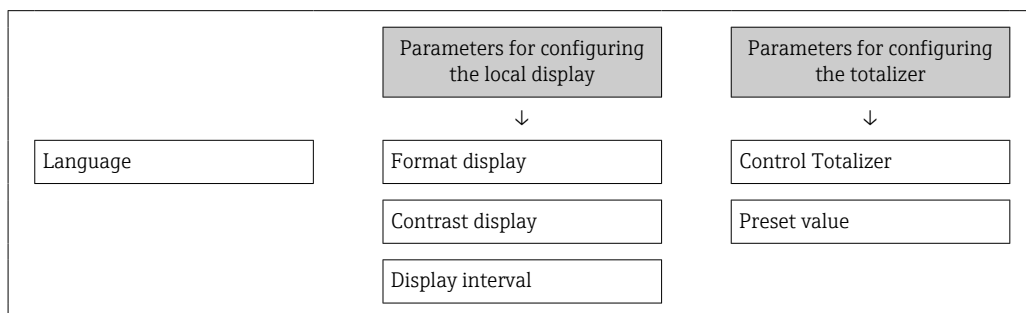 Parameters for configuring
the local display
Parameters for configuring
the totalizer
↓
↓
Language
Format display
Control Totalizer
Contrast display
Preset value
Display interval